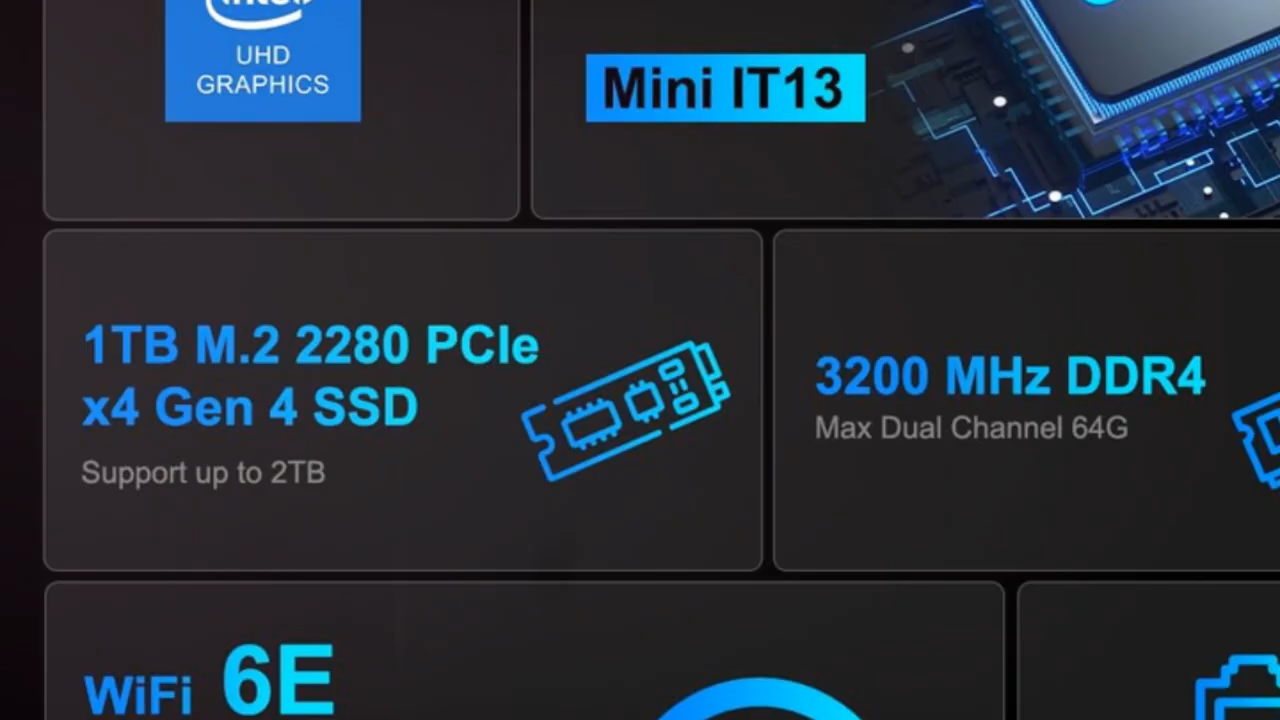 intel
UHD
GRAPHICS
Mini IT13
1TB M.2 2280 PCIe
x4 Gen 4 SSD
Support up to 2TB
3200 MHz DDR4
Max Dual Channel 64G
WiFi 6E